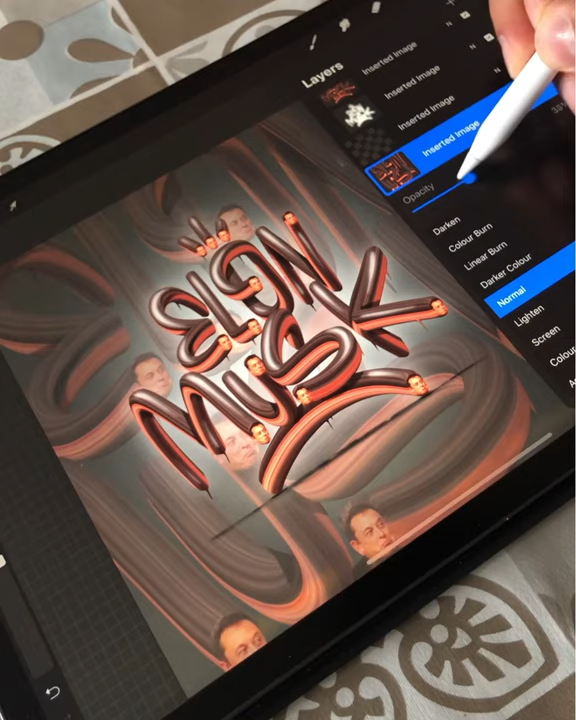 Layers
Inserted Image
N
Inserted Image
N
Inserted Image
N
Inserted Image
Opacity
Darken
Colour Burn
Linear Burn
Darker Colour
Normal
Lighten
Screen
ELON
MUSK